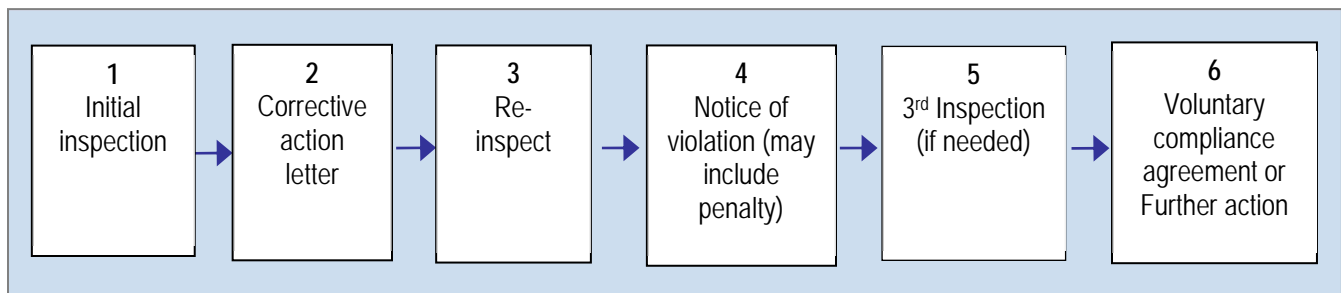 1
Initial
inspection
2
Corrective
action
letter
3
Re-
inspect
4
Notice of
violation (may
include
penalty)
5
3rd Inspection
(if needed)
6
Voluntary
compliance
agreement or
Further action